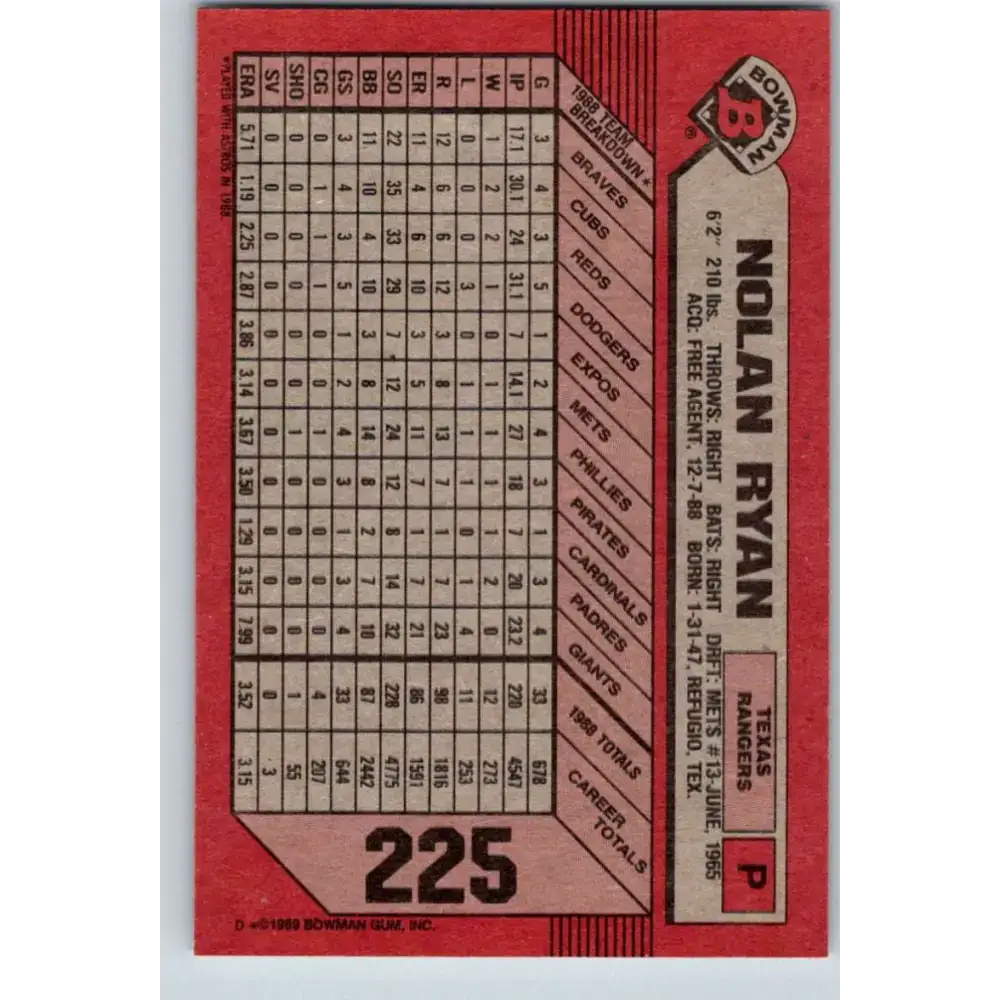 BOWMAN
B®
NOLAN RYAN
TEXAS
RANGERS
P
6'2" 210 lbs. THROWS: RIGHT BATS: RIGHT DRFT: METS #13-JUNE, 1965
ACQ: FREE AGENT, 12-7-88 BORN: 1-31-47, REFUGIO, TEX.
1988 TEAM
BREAKDOWN* BRAVES CUBS REDS DODGERS EXPOS METS PHILLIES PIRATES CARDINALS PADRES GIANTS 1988 TOTALS CAREER TOTALS
G 3 4 3 5 1 2 4 3 1 3 4 33 678
IP 17.1 30.1 24 31.1 7 14.1 27 18 7 20 23.2 220 4547
W 1 2 2 1 0 1 1 1 1 2 0 12 273
L 0 0 0 3 0 1 1 1 0 1 4 11 253
R 12 6 6 12 3 8 13 7 1 7 23 98 1816
ER 11 4 6 10 3 5 11 7 1 7 21 86 1591
SO 22 35 33 29 7 12 24 12 8 14 32 228 4775
BB 11 10 4 10 3 8 14 8 2 7 10 87 2442
GS 3 4 3 5 1 2 4 3 1 3 4 33 644
CG 0 1 1 1 0 0 1 0 0 0 0 4 207
SHO 0 0 0 0 0 0 1 0 0 0 0 1 55
SV 0 0 0 0 0 0 0 0 0 0 0 0 3
ERA 5.71 1.19 2.25 2.87 3.86 3.14 3.67 3.50 1.29 3.15 7.99 3.52 3.15
*PLAYED WITH ASTROS IN 1988.
225
D *©1989 BOWMAN GUM, INC.